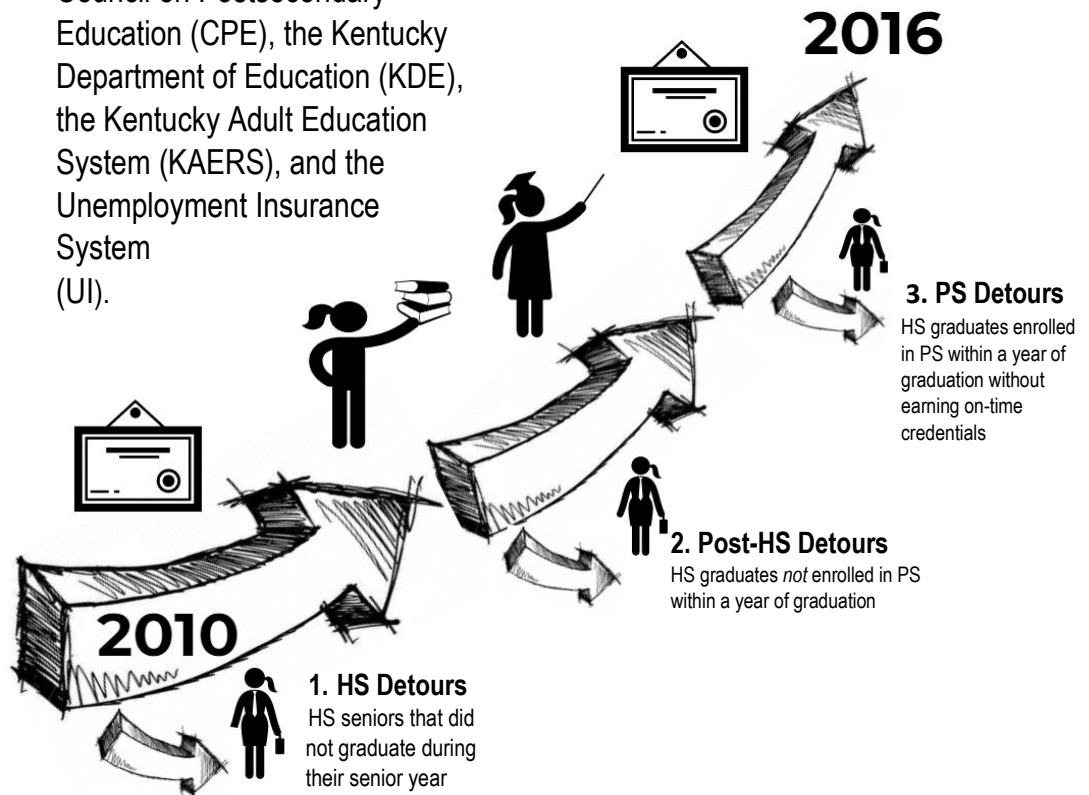 Council on Postsecondary
Education (CPE), the Kentucky
Department of Education (KDE),
the Kentucky Adult Education
System (KAERS), and the
Unemployment Insurance
System
(UI).
2016
3. PS Detours
HS graduates enrolled
in PS within a year of
graduation without
earning on-time
credentials
2. Post-HS Detours
HS graduates not enrolled in PS
within a year of graduation
2010
1. HS Detours
HS seniors that did
not graduate during
their senior year